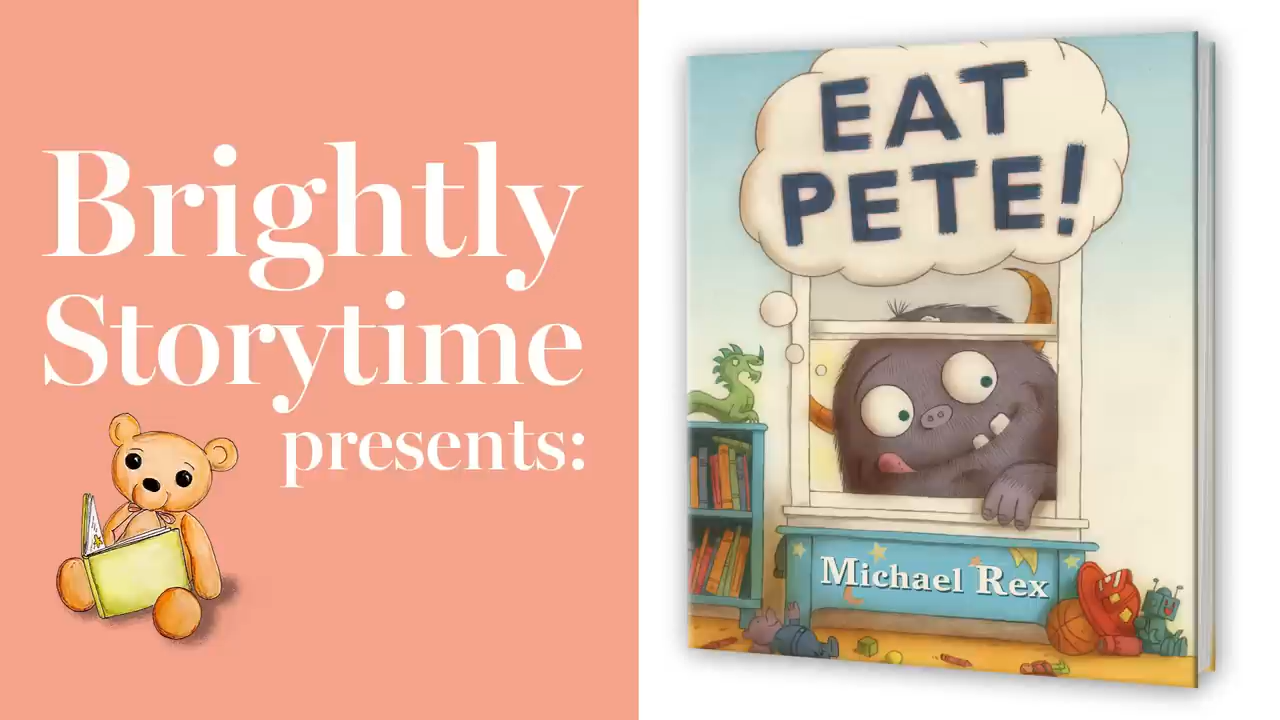 Brightly
Storytime
presents:
EAT
PETE!
Michael Rex